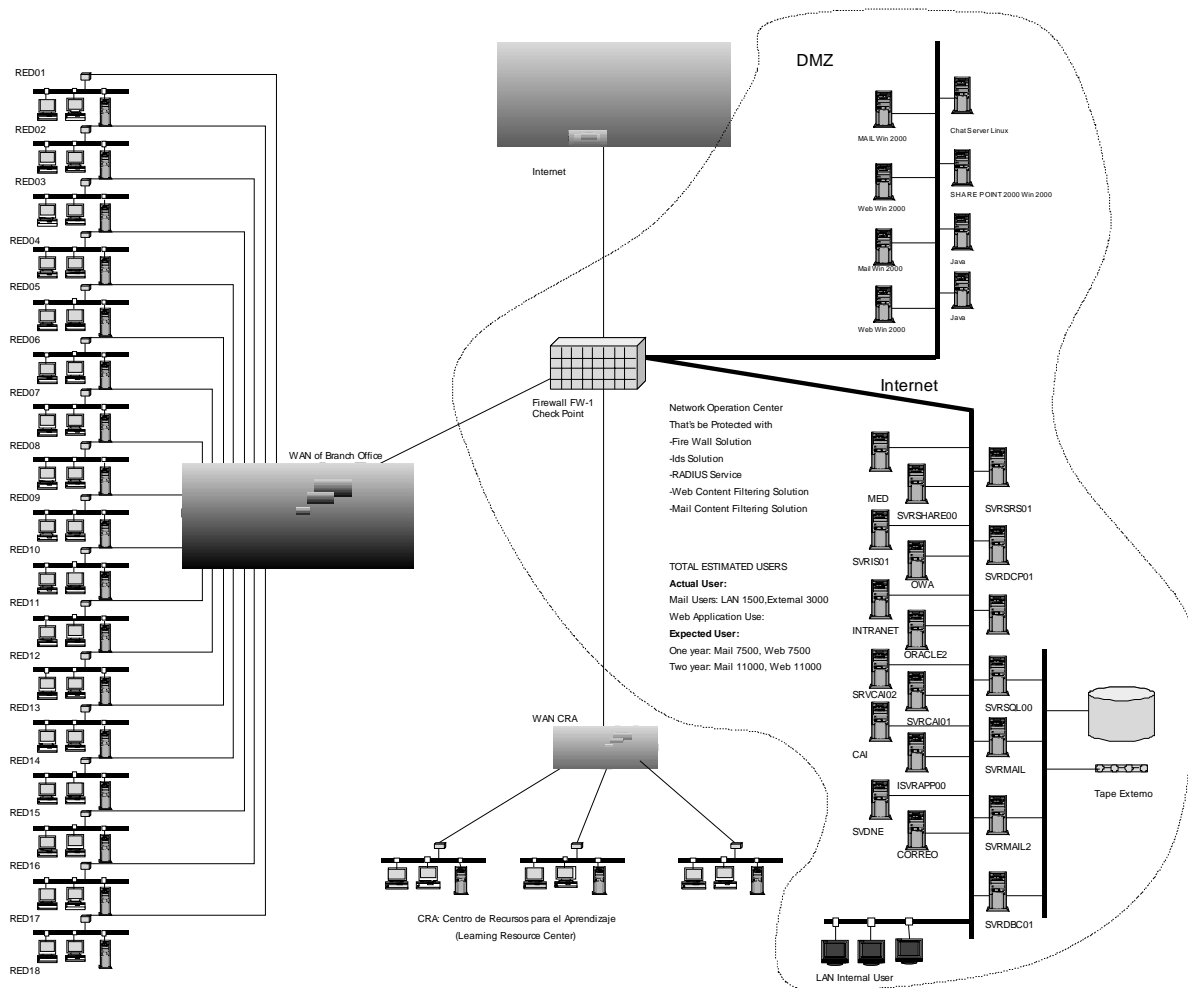 RED01
RED02
RED03
RED04
RED05
RED06
RED07
RED08
RED09
RED10
RED11
RED12
RED13
RED14
RED15
RED16
RED17
RED18
WAN of Branch Office
Internet
Firewall FW-1
Check Point
WAN CRA
CRA: Centro de Recursos para el Aprendizaje
(Learning Resource Center)
DMZ
MAIL Win 2000
Chat Server Linux
Web Win 2000
SHARE POINT 2000 Win 2000
Mail Win 2000
Java
Web Win 2000
Java
Internet
Network Operation Center
That's be Protected with
-Fire Wall Solution
-Ids Solution
-RADIUS Service
-Web Content Filtering Solution
-Mail Content Filtering Solution
TOTAL ESTIMATED USERS
Actual User:
Mail Users: LAN 1500,External 3000
Web Application Use:
Expected User:
One year: Mail 7500, Web 7500
Two year: Mail 11000, Web 11000
MED
SVRSHARE00
SVRSRS01
SVRIS01
OWA
SVRDCP01
INTRANET
ORACLE2
SRVCAI02
SVRCAI01
SVRSQL00
CAI
ISVRAPP00
SVRMAIL
SVDNE
CORREO
SVRMAIL2
SVRDBC01
Tape Externo
LAN Internal User